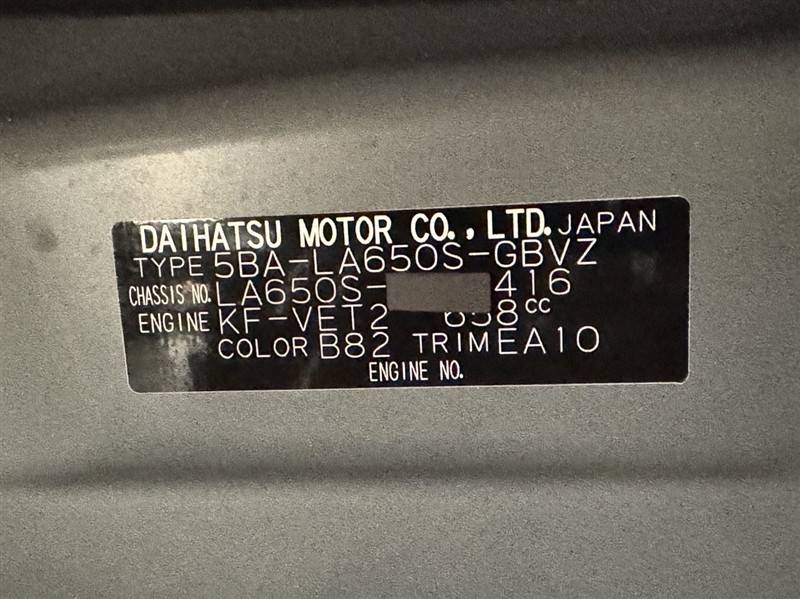 DAIHATSU MOTOR CO., LTD. JAPAN
TYPE 5BA-LA650S-GBVZ
CHASSIS NO. LA650S- 416
ENGINE KF-VET2 658cc
COLOR B82 TRIM EA10
ENGINE NO.